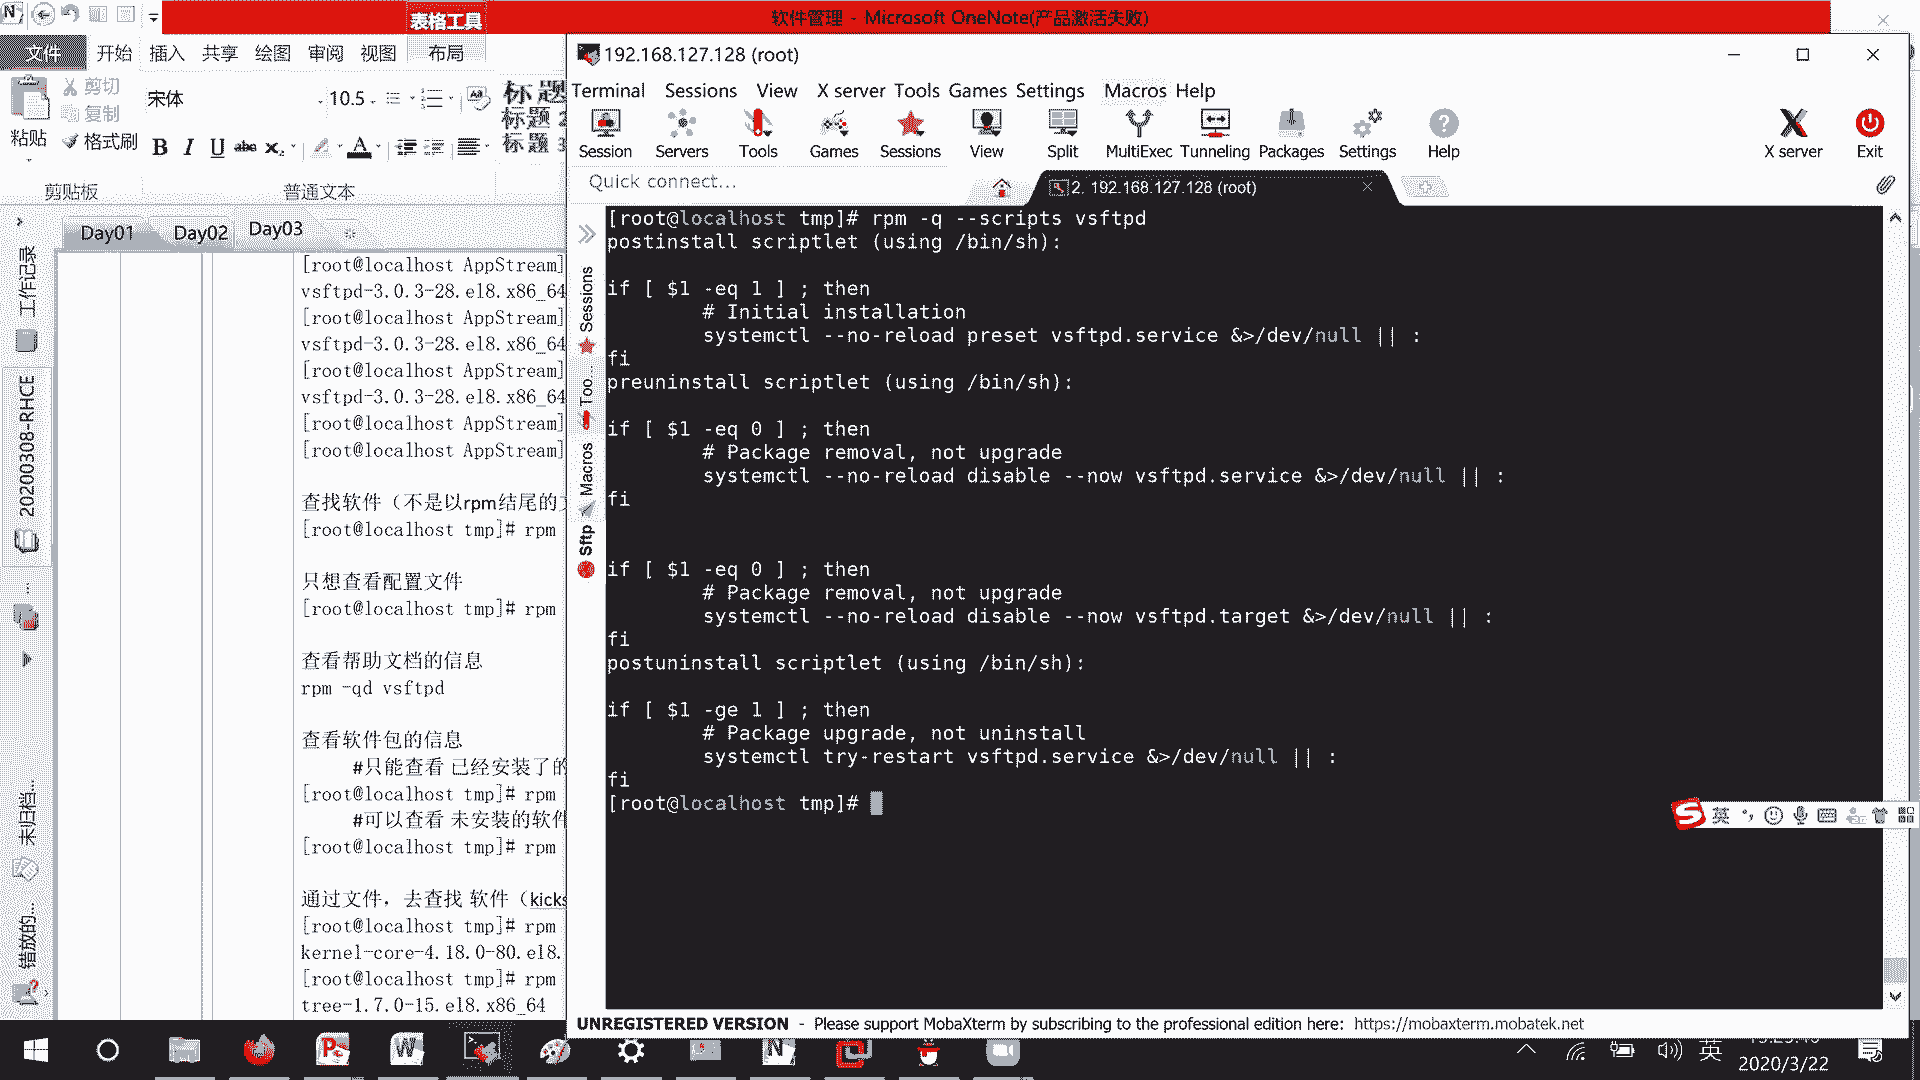 表格工具
软件管理 - Microsoft OneNote(产品激活失败)
文件 开始 插入 共享 绘图 审阅 视图 布局
剪切
复制
格式刷
粘贴
剪贴板
宋体 10.5
B I U abc x₂ A
普通文本
标题
标题 2
标题 3
Day01 Day02 Day03
工作记录
20200308-RHCE
未归档...
错放的...
[root@localhost AppStream]
vsftpd-3.0.3-28.el8.x86_64
[root@localhost AppStream]
vsftpd-3.0.3-28.el8.x86_64
[root@localhost AppStream]
vsftpd-3.0.3-28.el8.x86_64
[root@localhost AppStream]
[root@localhost AppStream]
查找软件（不是以rpm结尾的
[root@localhost tmp]# rpm
只想查看配置文件
[root@localhost tmp]# rpm
查看帮助文档的信息
rpm -qd vsftpd
查看软件包的信息
#只能查看 已经安装了的
[root@localhost tmp]# rpm
#可以查看 未安装的软件
[root@localhost tmp]# rpm
通过文件，去查找 软件（kicks
[root@localhost tmp]# rpm
kernel-core-4.18.0-80.el8.
[root@localhost tmp]# rpm
tree-1.7.0-15.el8.x86_64
192.168.127.128 (root)
Terminal Sessions View X server Tools Games Settings Macros Help
Session Servers Tools Games Sessions View Split MultiExec Tunneling Packages Settings Help X server Exit
Quick connect...
2. 192.168.127.128 (root)
Sessions
Too...
Macros
Sftp
[root@localhost tmp]# rpm -q --scripts vsftpd
postinstall scriptlet (using /bin/sh):
if [ $1 -eq 1 ] ; then
# Initial installation
systemctl --no-reload preset vsftpd.service &>/dev/null || :
fi
preuninstall scriptlet (using /bin/sh):
if [ $1 -eq 0 ] ; then
# Package removal, not upgrade
systemctl --no-reload disable --now vsftpd.service &>/dev/null || :
fi
if [ $1 -eq 0 ] ; then
# Package removal, not upgrade
systemctl --no-reload disable --now vsftpd.target &>/dev/null || :
fi
postuninstall scriptlet (using /bin/sh):
if [ $1 -ge 1 ] ; then
# Package upgrade, not uninstall
systemctl try-restart vsftpd.service &>/dev/null || :
fi
[root@localhost tmp]#
英
UNREGISTERED VERSION - Please support MobaXterm by subscribing to the professional edition here: https://mobaxterm.mobatek.net
英
2020/3/22